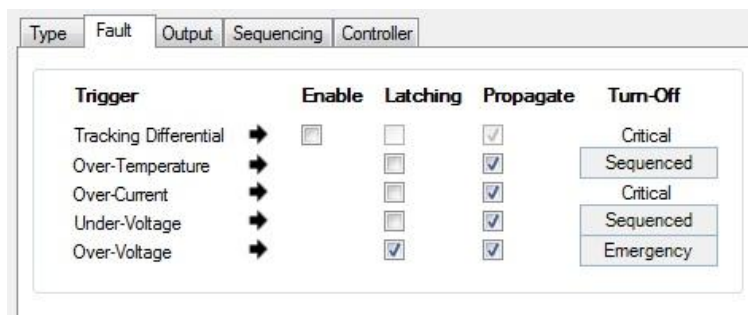 Type Fault Output Sequencing Controller
Trigger Enable Latching Propagate Turn-Off
Tracking Differential Critical
Over-Temperature Sequenced
Over-Current Critical
Under-Voltage Sequenced
Over-Voltage Emergency